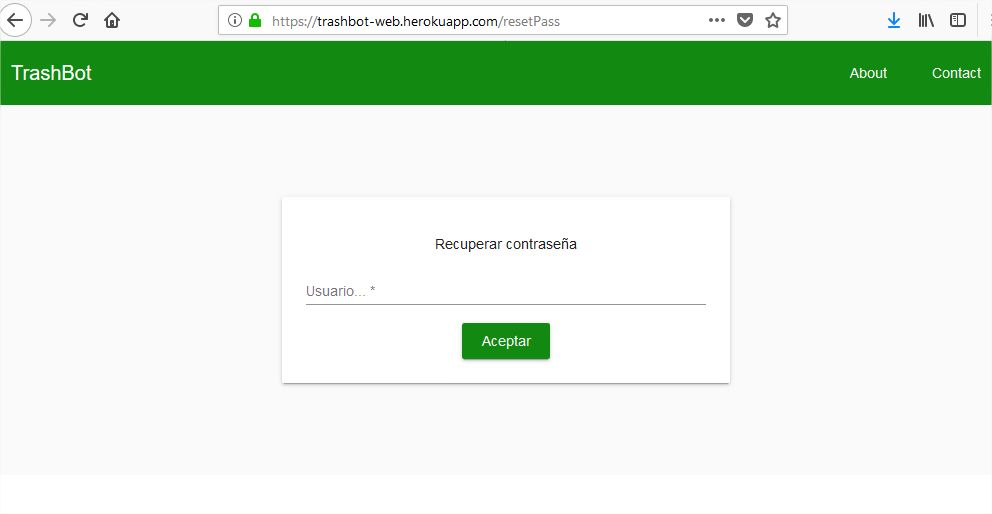 https://trashbot-web.herokuapp.com/resetPass
TrashBot About Contact
Recuperar contraseña
Usuario... *
Aceptar